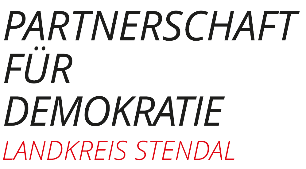 PARTNERSCHAFT
FÜR
DEMOKRATIE
LANDKREIS STENDAL